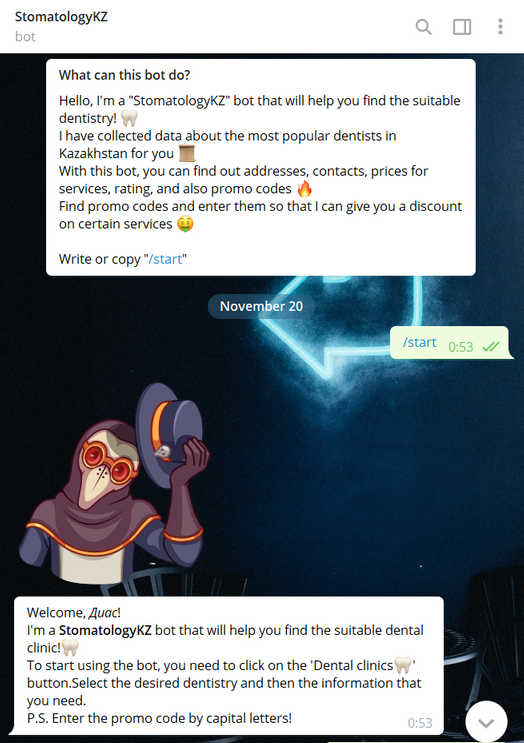 StomatologyKZ
bot
What can this bot do?
Hello, I'm a "StomatologyKZ" bot that will help you find the suitable
dentistry! 🦷
I have collected data about the most popular dentists in
Kazakhstan for you 📜
With this bot, you can find out addresses, contacts, prices for
services, rating, and also promo codes 🔥
Find promo codes and enter them so that I can give you a discount
on certain services 🤑
Write or copy "/start"
November 20
/start 0:53
Welcome, Диас!
I'm a StomatologyKZ bot that will help you find the suitable dental
clinic!🦷
To start using the bot, you need to click on the 'Dental clinics🦷'
button.Select the desired dentistry and then the information that
you need.
P.S. Enter the promo code by capital letters!
0:53